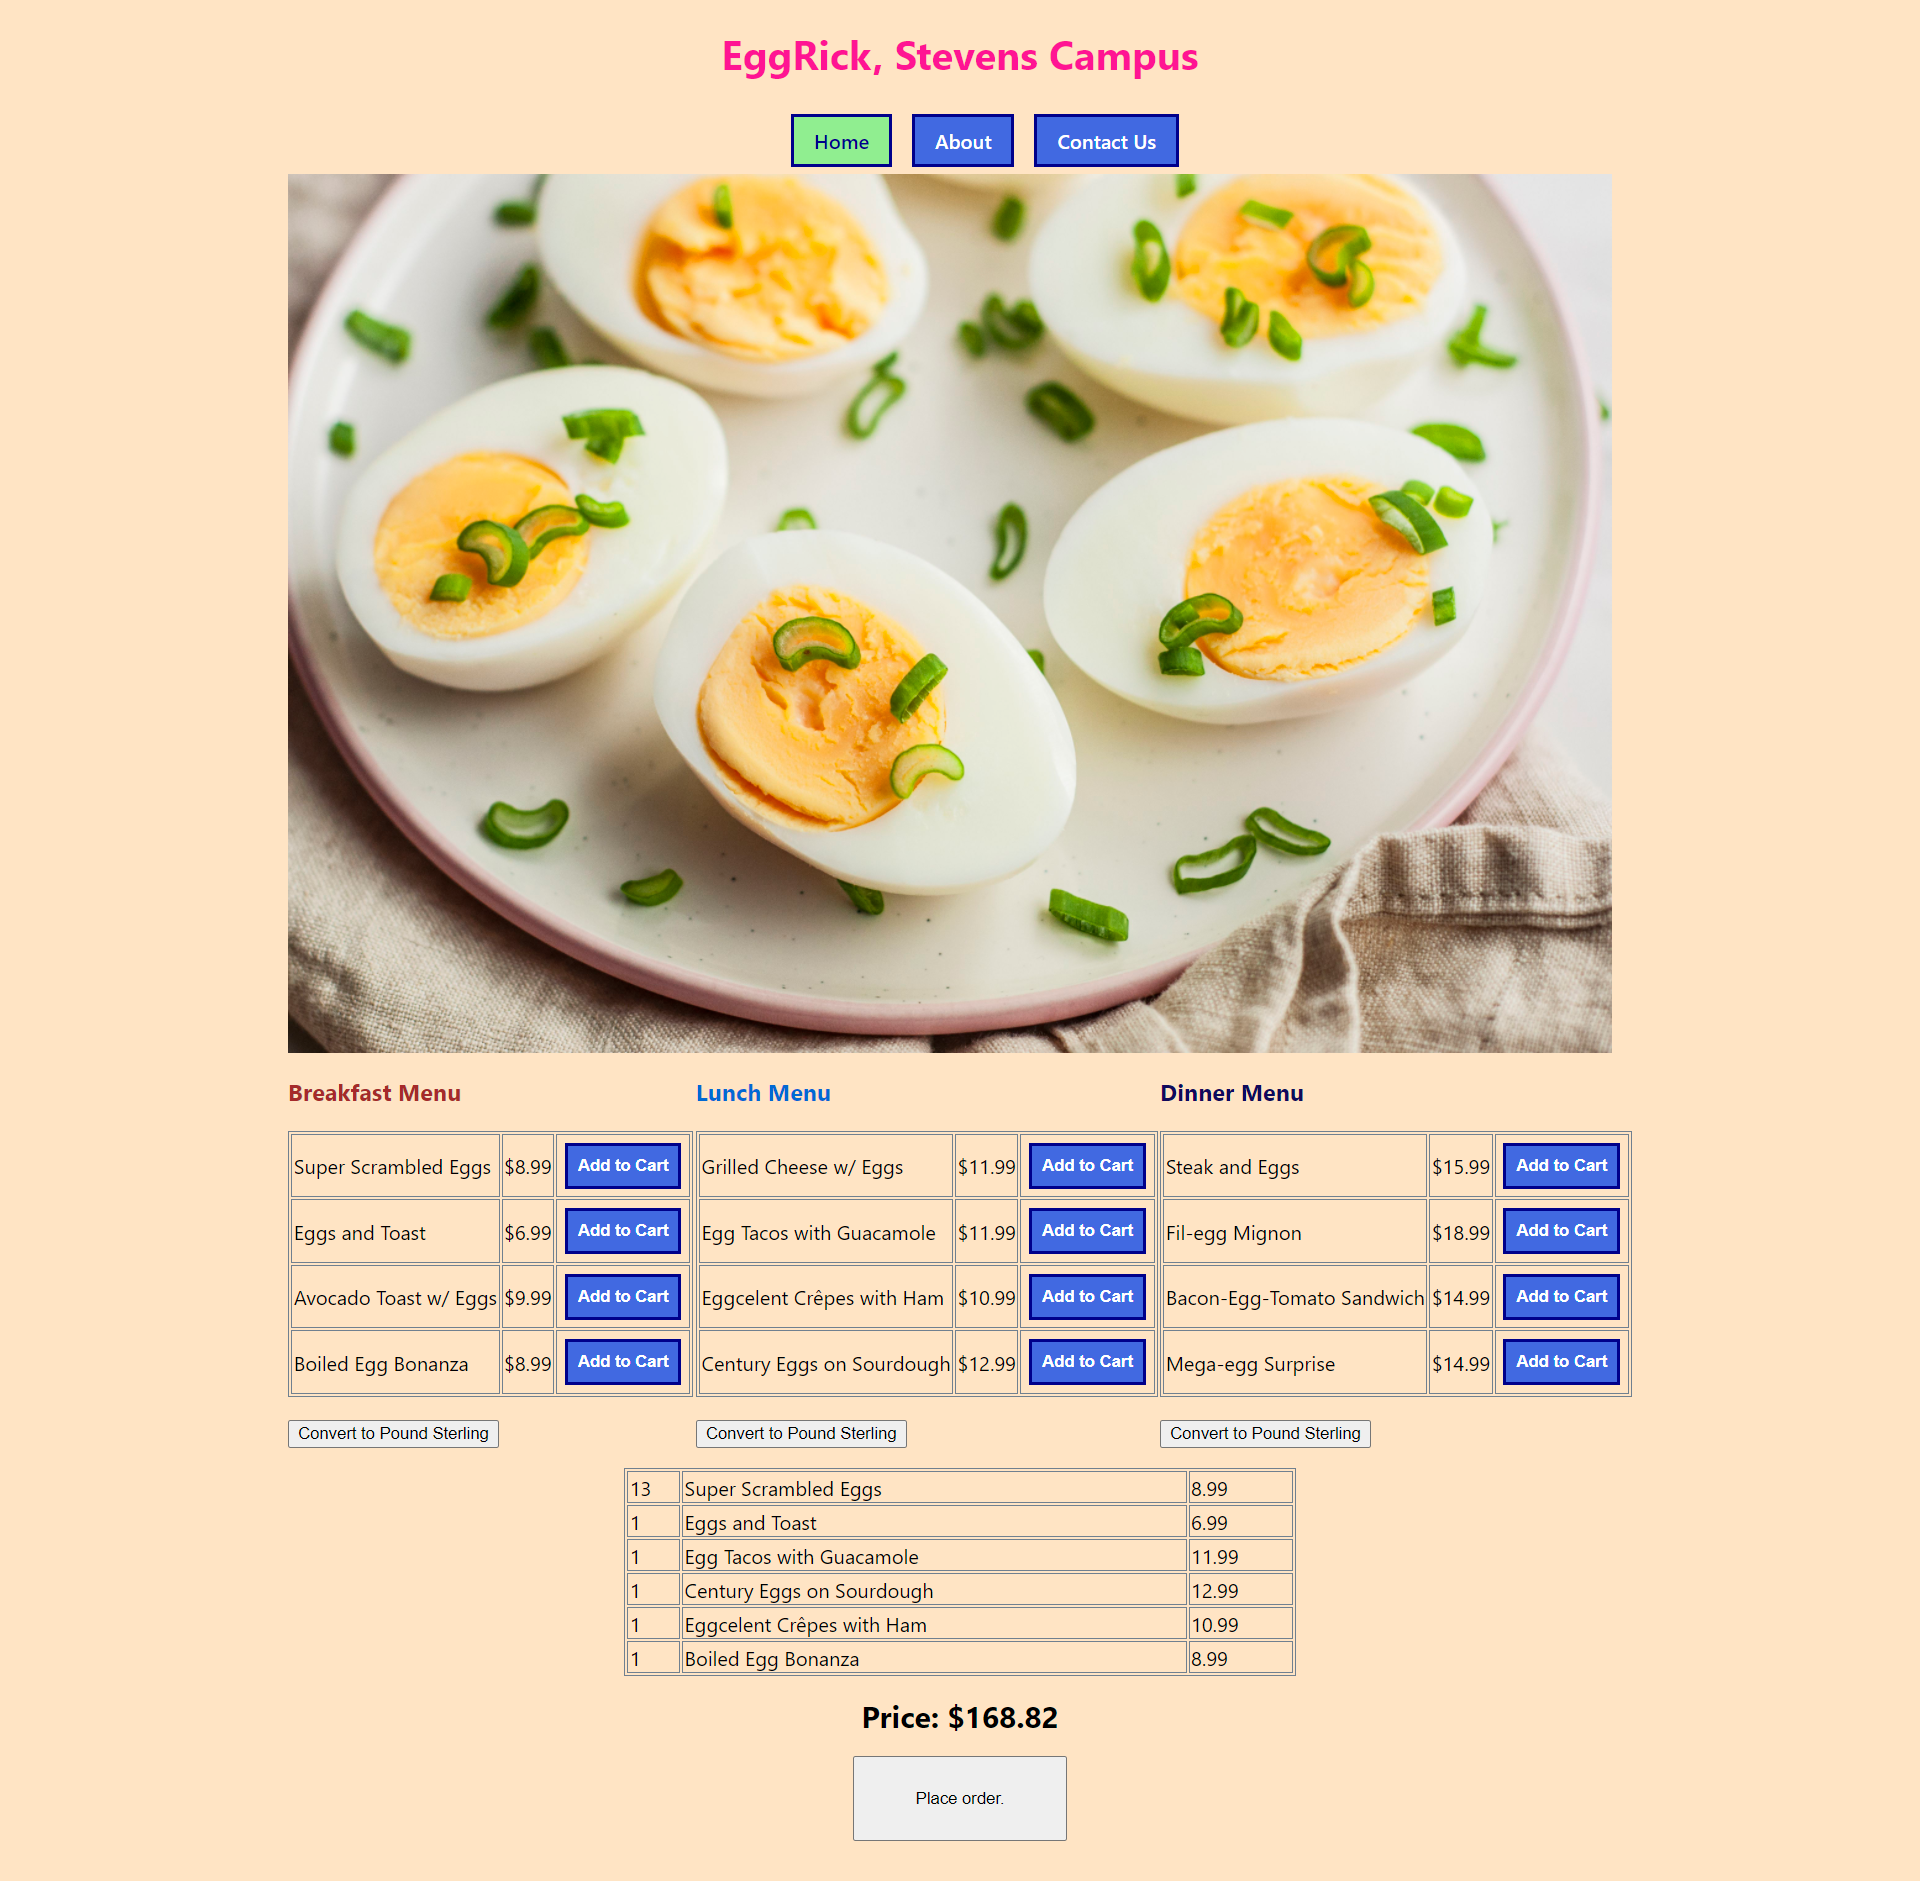 EggRick, Stevens Campus
Home About Contact Us
Breakfast Menu
Super Scrambled Eggs $8.99 Add to Cart
Eggs and Toast $6.99 Add to Cart
Avocado Toast w/ Eggs $9.99 Add to Cart
Boiled Egg Bonanza $8.99 Add to Cart
Convert to Pound Sterling
Lunch Menu
Grilled Cheese w/ Eggs $11.99 Add to Cart
Egg Tacos with Guacamole $11.99 Add to Cart
Eggcelent Crêpes with Ham $10.99 Add to Cart
Century Eggs on Sourdough $12.99 Add to Cart
Convert to Pound Sterling
Dinner Menu
Steak and Eggs $15.99 Add to Cart
Fil-egg Mignon $18.99 Add to Cart
Bacon-Egg-Tomato Sandwich $14.99 Add to Cart
Mega-egg Surprise $14.99 Add to Cart
Convert to Pound Sterling
13 Super Scrambled Eggs 8.99
1 Eggs and Toast 6.99
1 Egg Tacos with Guacamole 11.99
1 Century Eggs on Sourdough 12.99
1 Eggcelent Crêpes with Ham 10.99
1 Boiled Egg Bonanza 8.99
Price: $168.82
Place order.